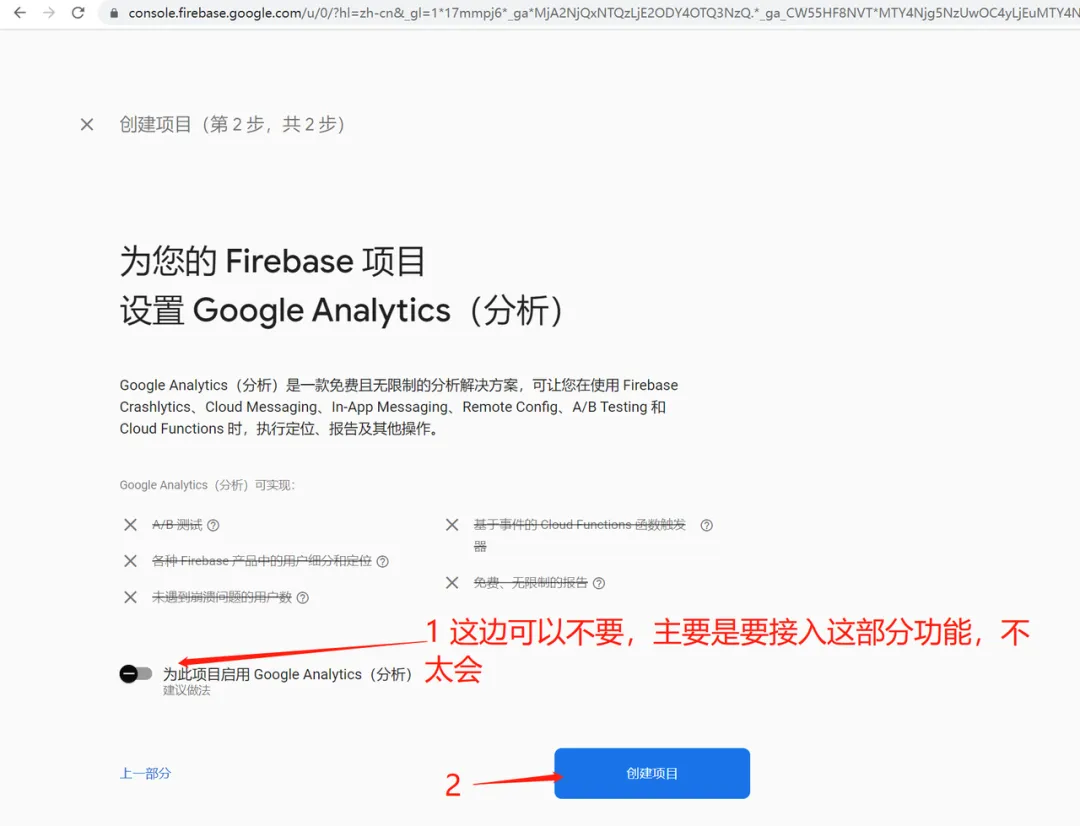 console.firebase.google.com/u/0/?hl=zh-cn&_gl=1*17mmpj6*_ga*MjA2NjQxNTQzLjE2ODY4OTQ3NzQ.*_ga_CW55HF8NVT*MTY4Njg5NzUwOC4yLjEuMTY4N
创建项目（第 2 步，共 2 步）
为您的 Firebase 项目
设置 Google Analytics（分析）
Google Analytics（分析）是一款免费且无限制的分析解决方案，可让您在使用 Firebase
Crashlytics、Cloud Messaging、In-App Messaging、Remote Config、A/B Testing 和
Cloud Functions 时，执行定位、报告及其他操作。
Google Analytics（分析）可实现：
A/B 测试
各种 Firebase 产品中的用户细分和定位
未遇到崩溃问题的用户数
基于事件的 Cloud Functions 函数触发
器
免费、无限制的报告
1 这边可以不要，主要是要接入这部分功能，不
太会
为此项目启用 Google Analytics（分析）
建议做法
上一部分
2
创建项目